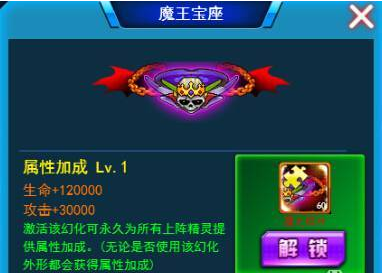 魔王宝座
属性加成 Lv.1
生命+120000
攻击+30000
激活该幻化可永久为所有上阵精灵提
供属性加成。(无论是否使用该幻化
外形都会获得属性加成)
60
解锁